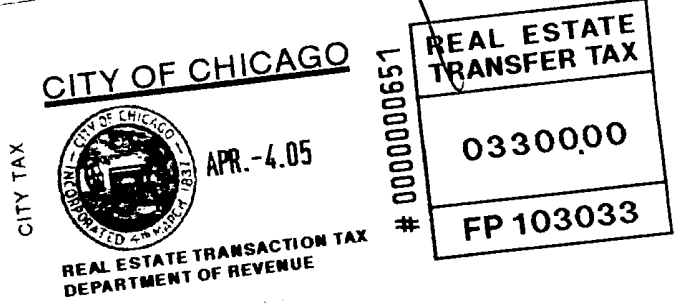 CITY OF CHICAGO
CITY TAX
CITY OF CHICAGO
INCORPORATED 4TH MARCH 1837
APR.-4.05
REAL ESTATE TRANSACTION TAX
DEPARTMENT OF REVENUE
# 0000000651
REAL ESTATE
TRANSFER TAX
0330000
FP 103033